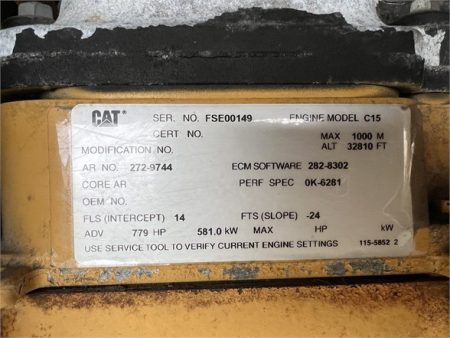 CAT SER. NO. FSE00149 ENGINE MODEL C15
CERT NO. MAX 1000 M
MODIFICATION NO. ALT 32810 FT
AR NO. 272-9744 ECM SOFTWARE 282-8302
CORE AR PERF SPEC 0K-6281
OEM NO.
FLS (INTERCEPT) 14 FTS (SLOPE) -24
ADV 779 HP 581.0 kW MAX HP kW
USE SERVICE TOOL TO VERIFY CURRENT ENGINE SETTINGS 115-5852 2